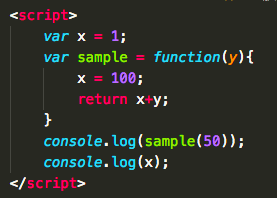 <script>
var x = 1;
var sample = function(y){
x = 100;
return x+y;
}
console.log(sample(50));
console.log(x);
</script>